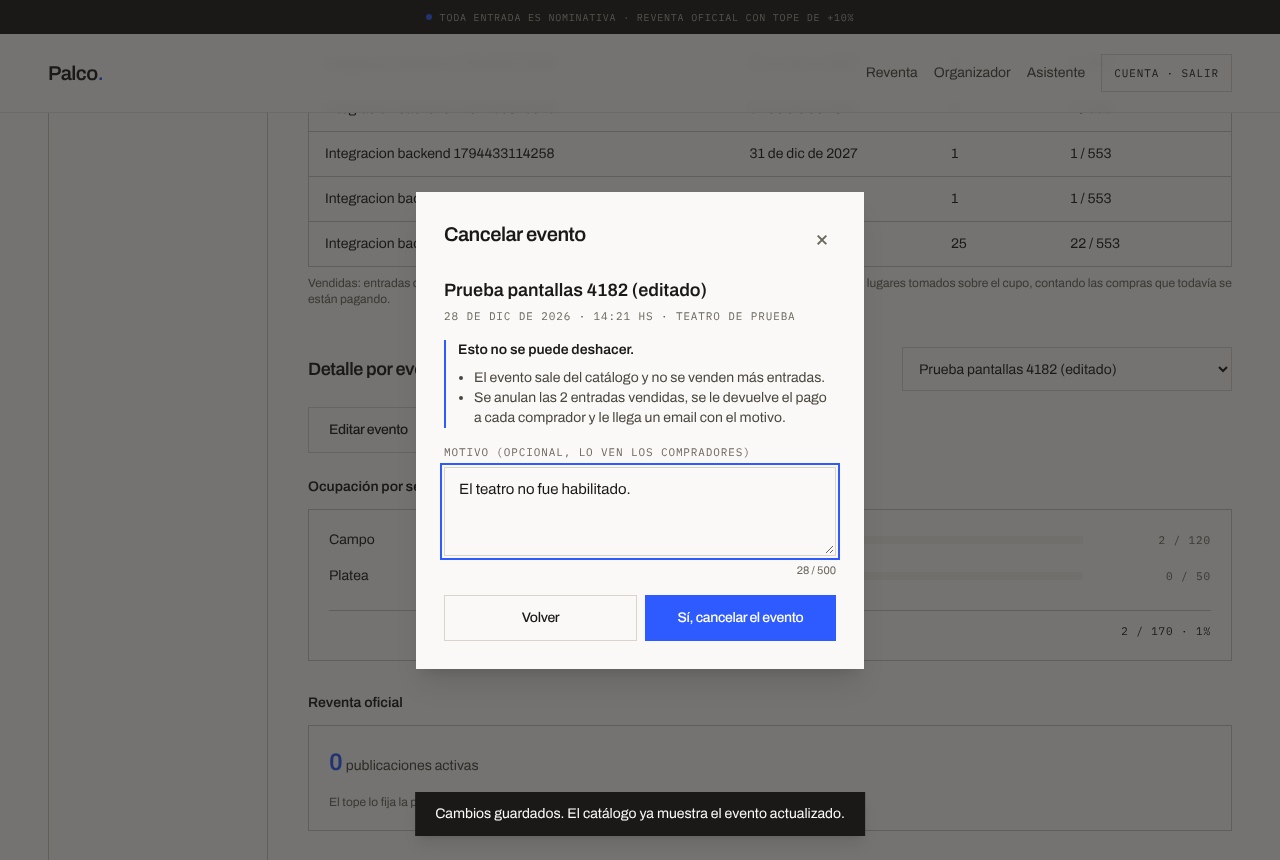 TODA ENTRADA ES NOMINATIVA · REVENTA OFICIAL CON TOPE DE +10%
Palco.
Reventa
Organizador
Asistente
CUENTA · SALIR
Integracion backend 1794433114258
31 de dic de 2027
1
1 / 553
Integracion bac
1
1 / 553
Integracion bac
25
22 / 553
Vendidas: entradas
lugares tomados sobre el cupo, contando las compras que todavía se
están pagando.
Detalle por eve
Prueba pantallas 4182 (editado)
Editar evento
Ocupación por se
Campo
2 / 120
Platea
0 / 50
2 / 170 · 1%
Reventa oficial
0 publicaciones activas
El tope lo fija la p
Cancelar evento
×
Prueba pantallas 4182 (editado)
28 DE DIC DE 2026 · 14:21 HS · TEATRO DE PRUEBA
Esto no se puede deshacer.
• El evento sale del catálogo y no se venden más entradas.
• Se anulan las 2 entradas vendidas, se le devuelve el pago
a cada comprador y le llega un email con el motivo.
MOTIVO (OPCIONAL, LO VEN LOS COMPRADORES)
El teatro no fue habilitado.
28 / 500
Volver
Sí, cancelar el evento
Cambios guardados. El catálogo ya muestra el evento actualizado.